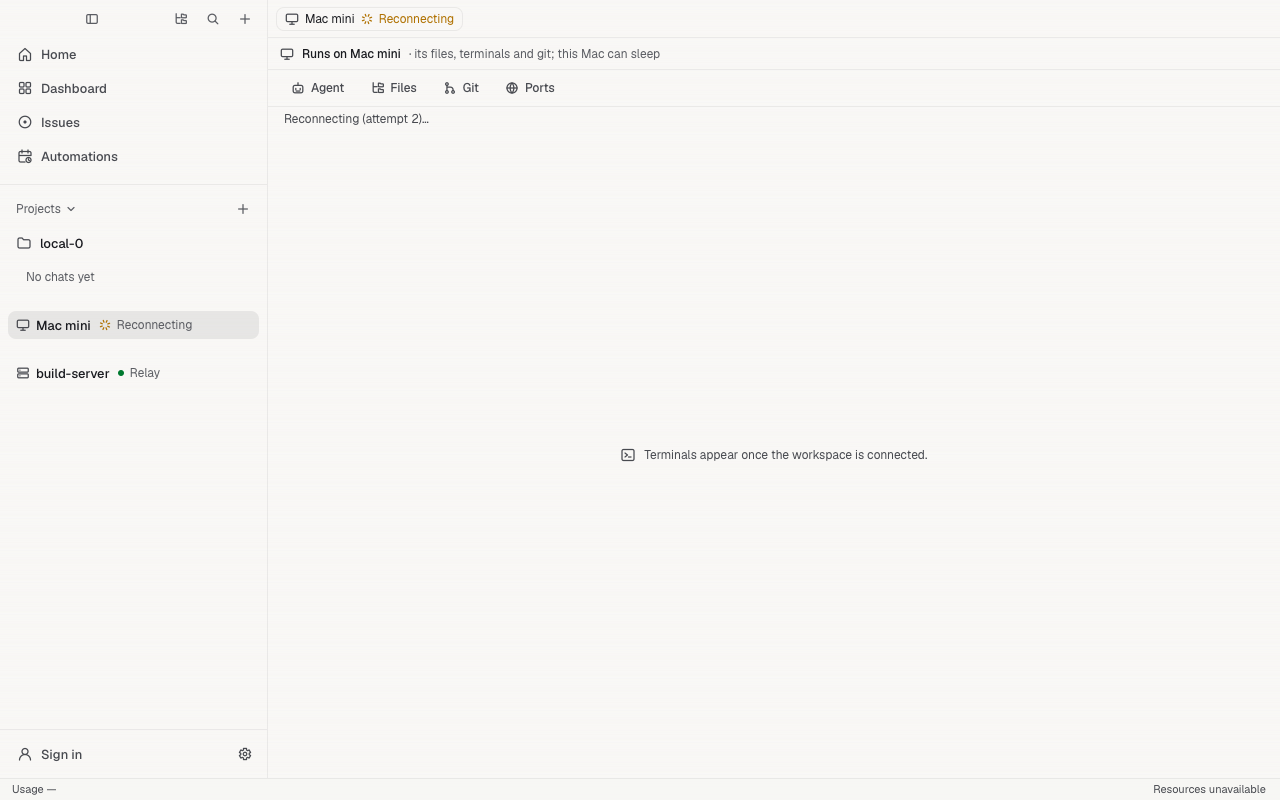 Home
Dashboard
Issues
Automations
Projects
local-0
No chats yet
Mac mini Reconnecting
build-server Relay
Sign in
Mac mini Reconnecting
Runs on Mac mini · its files, terminals and git; this Mac can sleep
Agent Files Git Ports
Reconnecting (attempt 2)…
Terminals appear once the workspace is connected.
Usage —
Resources unavailable